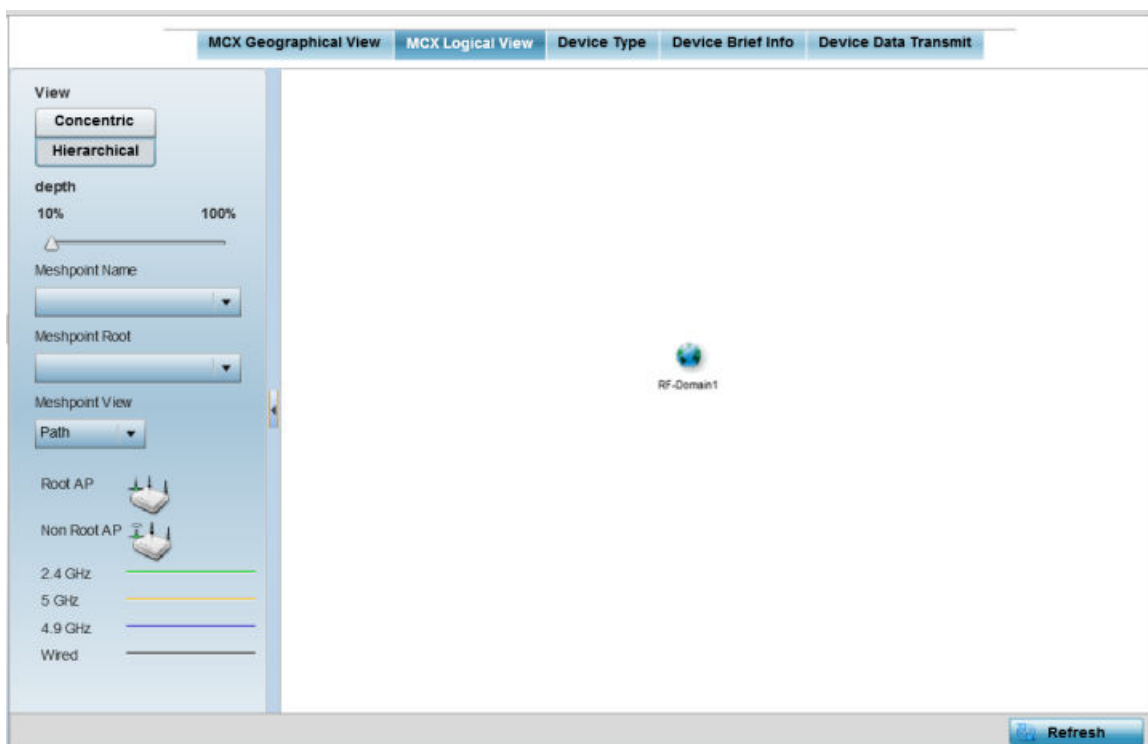 MCX Geographical View MCX Logical View Device Type Device Brief Info Device Data Transmit
View
Concentric
Hierarchical
depth
10% 100%
Meshpoint Name
Meshpoint Root
Meshpoint View
Path
Root AP
Non Root AP
2.4 GHz
5 GHz
4.9 GHz
Wired
RF-Domain1
Refresh